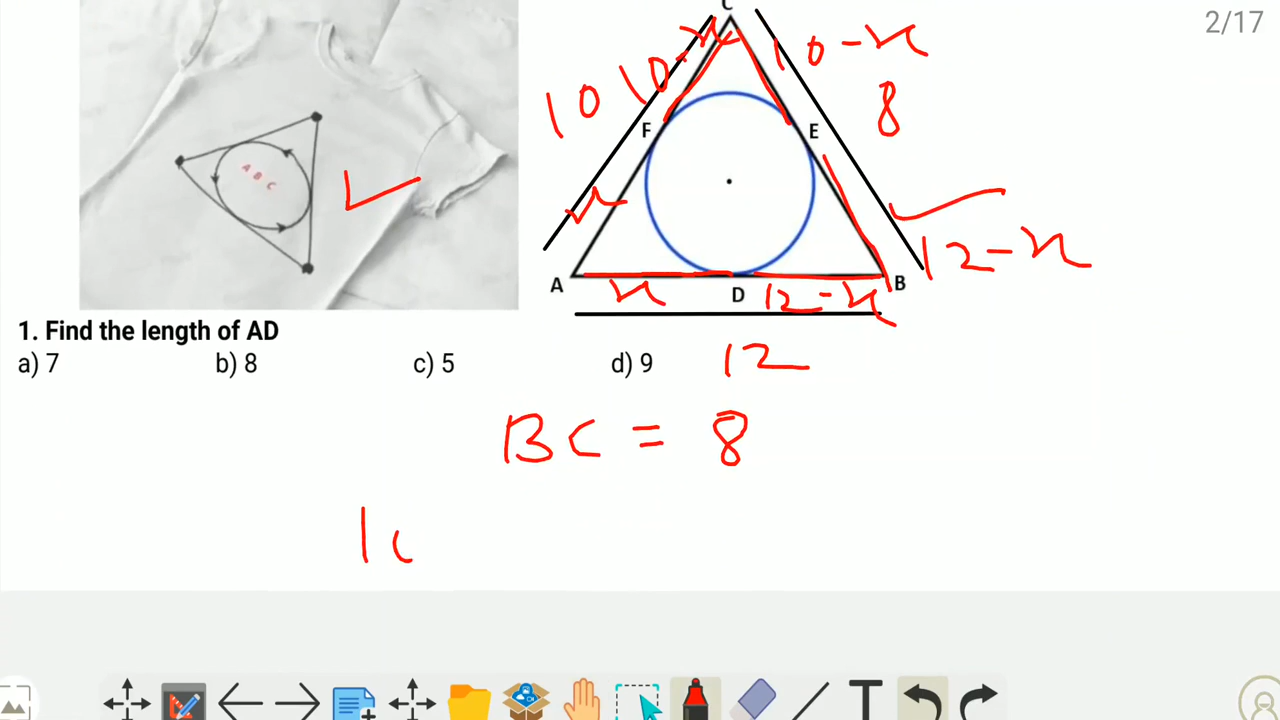 2/17
C
10 10-x
10-x
8
F
E
x
12-x
A
B
x
D
12-x
A B C
1. Find the length of AD
a) 7 b) 8 c) 5 d) 9
12
BC = 8
T